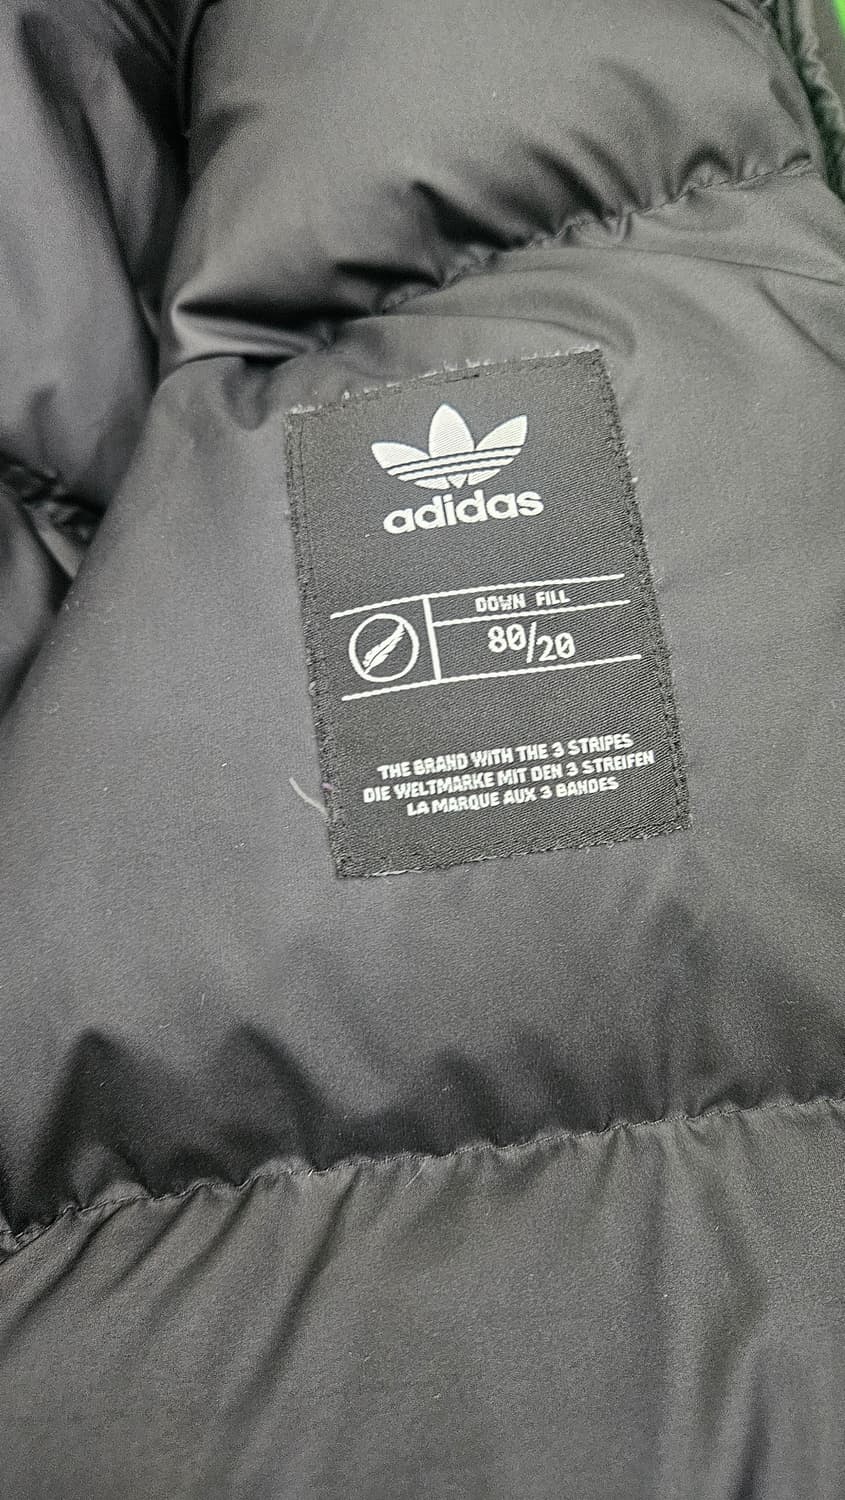 adidas
DOWN FILL
80/20
THE BRAND WITH THE 3 STRIPES
DIE WELTMARKE MIT DEN 3 STREIFEN
LA MARQUE AUX 3 BANDES